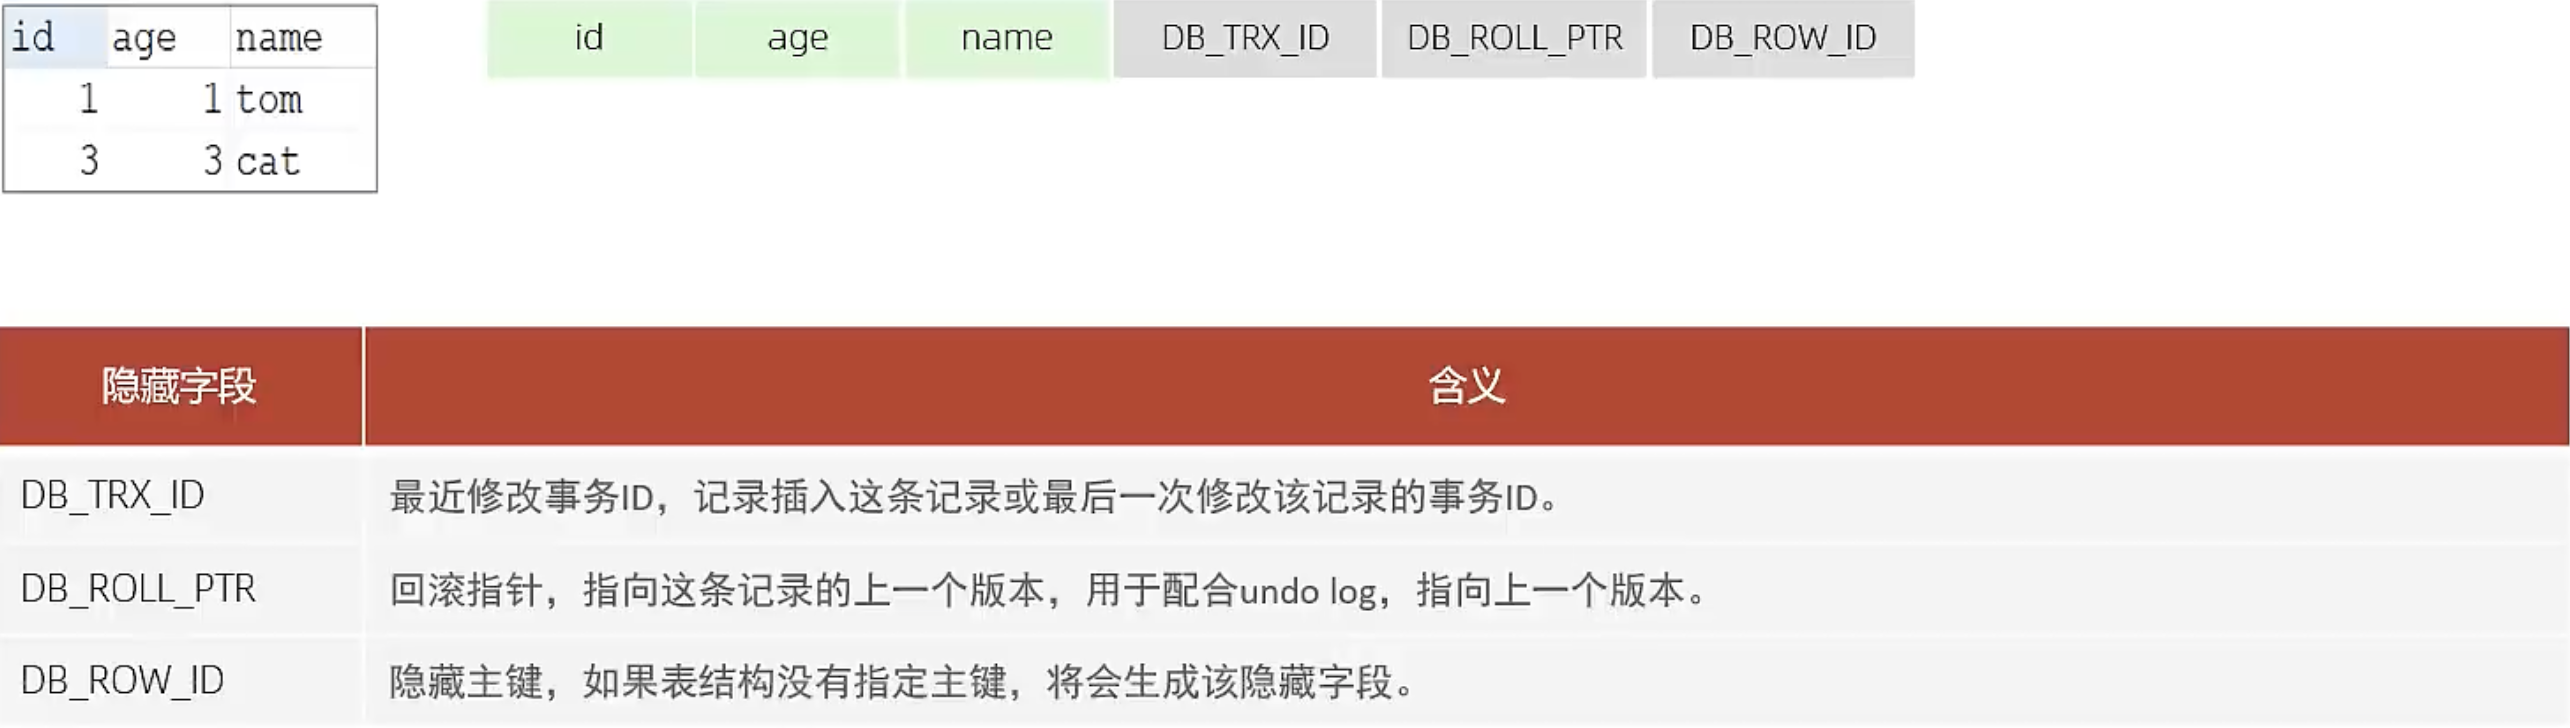 id age name id age name DB_TRX_ID DB_ROLL_PTR DB_ROW_ID
1 1 tom
3 3 cat
隐藏字段 含义
DB_TRX_ID 最近修改事务ID，记录插入这条记录或最后一次修改该记录的事务ID。
DB_ROLL_PTR 回滚指针，指向这条记录的上一个版本，用于配合undo log，指向上一个版本。
DB_ROW_ID 隐藏主键，如果表结构没有指定主键，将会生成该隐藏字段。